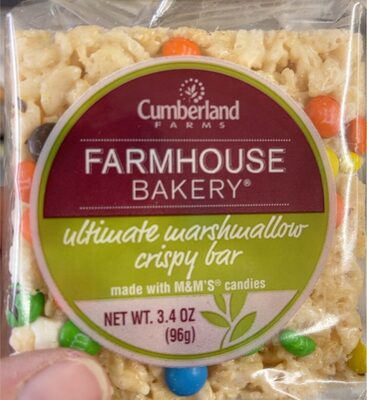 Cumberland
FARMS
FARMHOUSE
BAKERY®
ultimate marshmallow
crispy bar
made with M&M'S® candies
NET WT. 3.4 OZ
(96g)